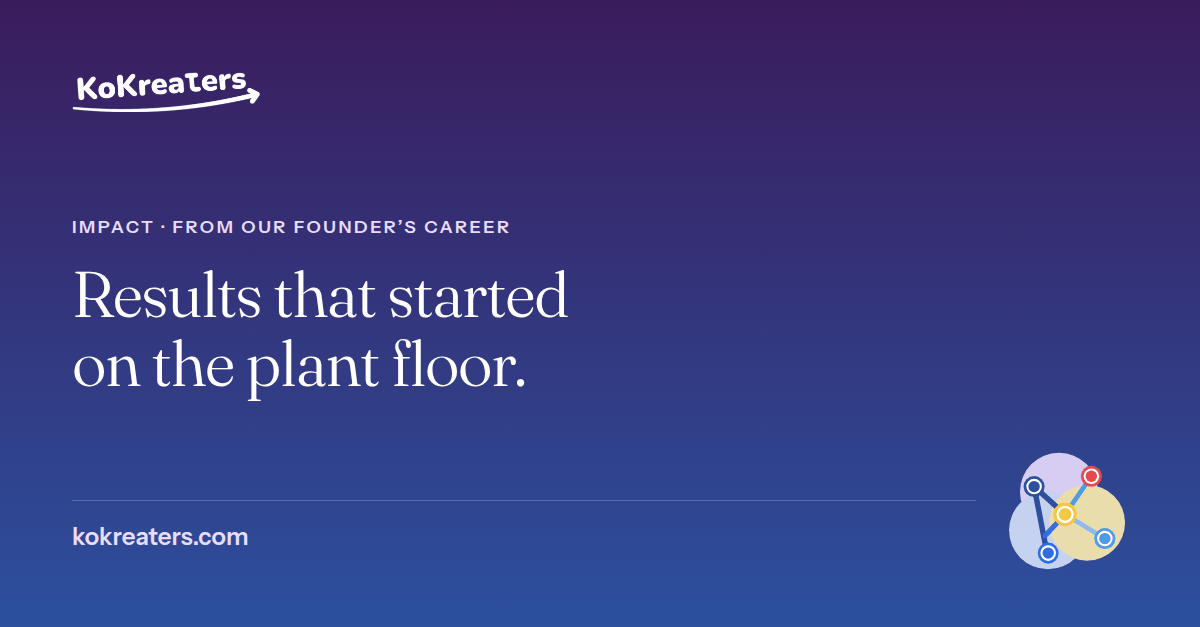 KoKreaTers
IMPACT · FROM OUR FOUNDER’S CAREER
Results that started
on the plant floor.
kokreaters.com